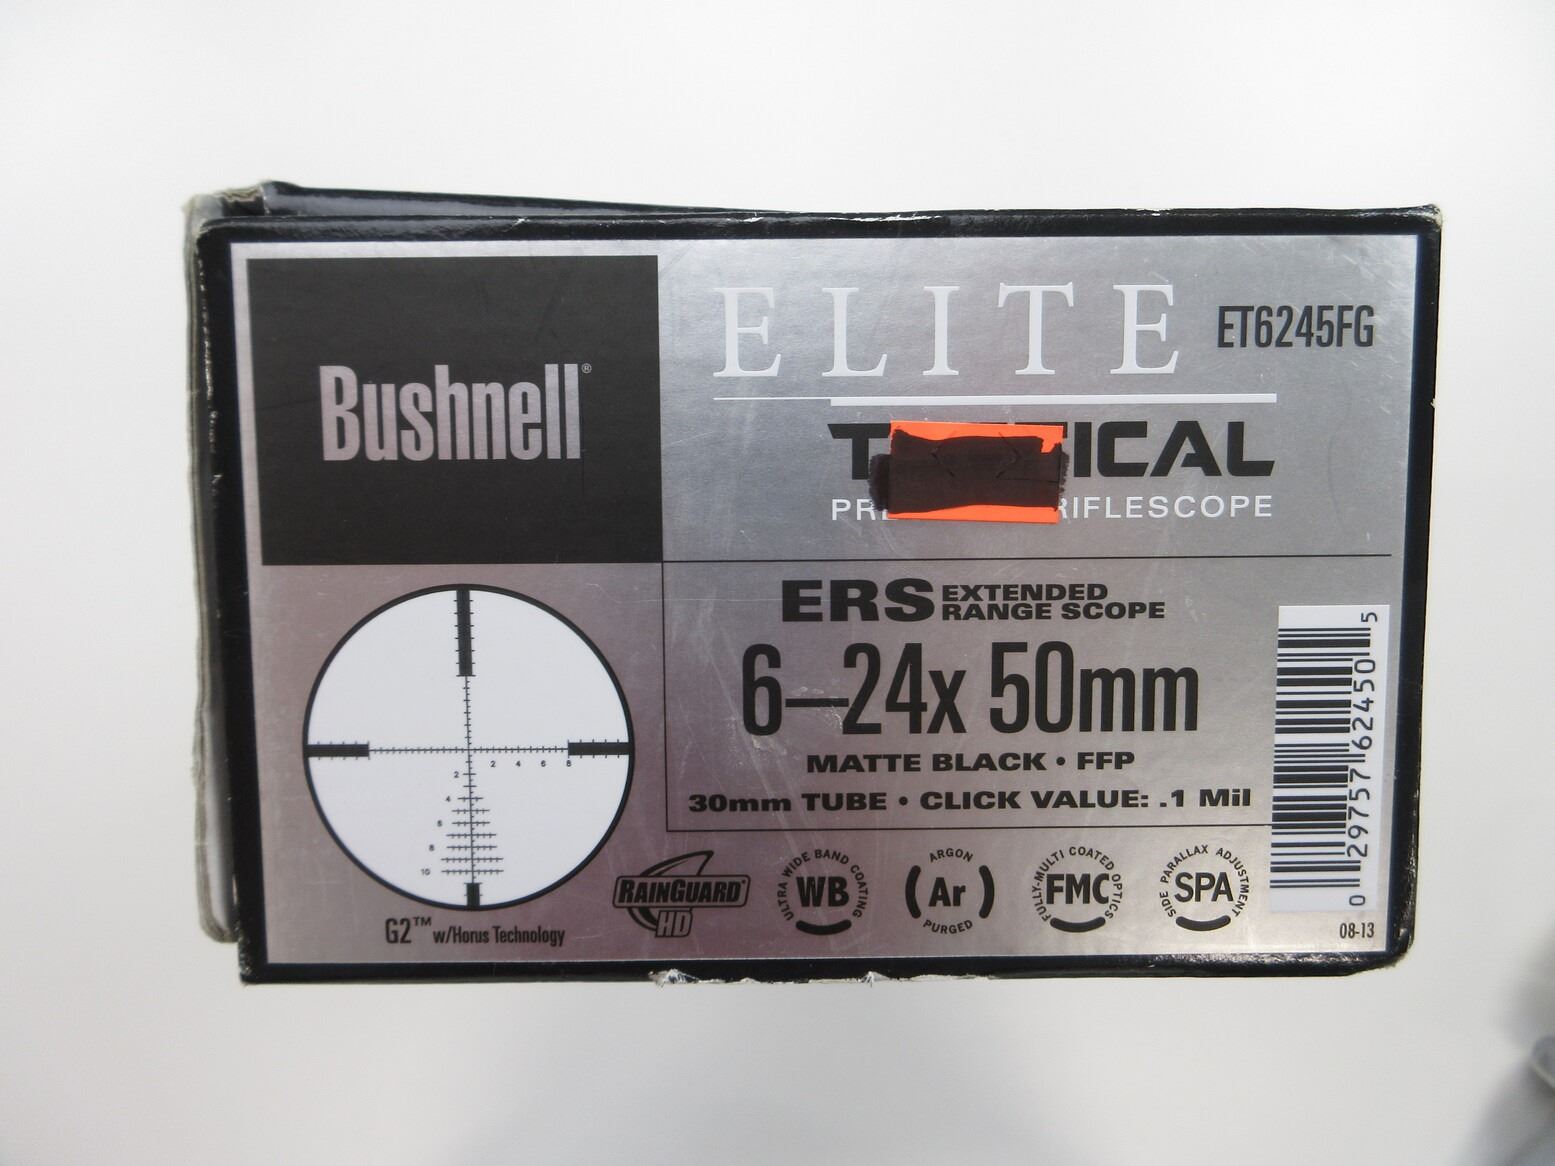 Bushnell®
ELITE
ET6245FG
ICAL
RIFLESCOPE
ERS EXTENDED
RANGE SCOPE
6–24x 50mm
MATTE BLACK • FFP
30mm TUBE • CLICK VALUE: .1 Mil
2 4 6 8
2
4
6
8
10
G2™ w/Horus Technology
RAINGUARD®
HD
ULTRA WIDE BAND COATING
WB
ARGON
(Ar)
PURGED
FULLY-MULTI COATED OPTICS
FMC
SIDE PARALLAX ADJUSTMENT
SPA
0 29757 62450 5
08-13